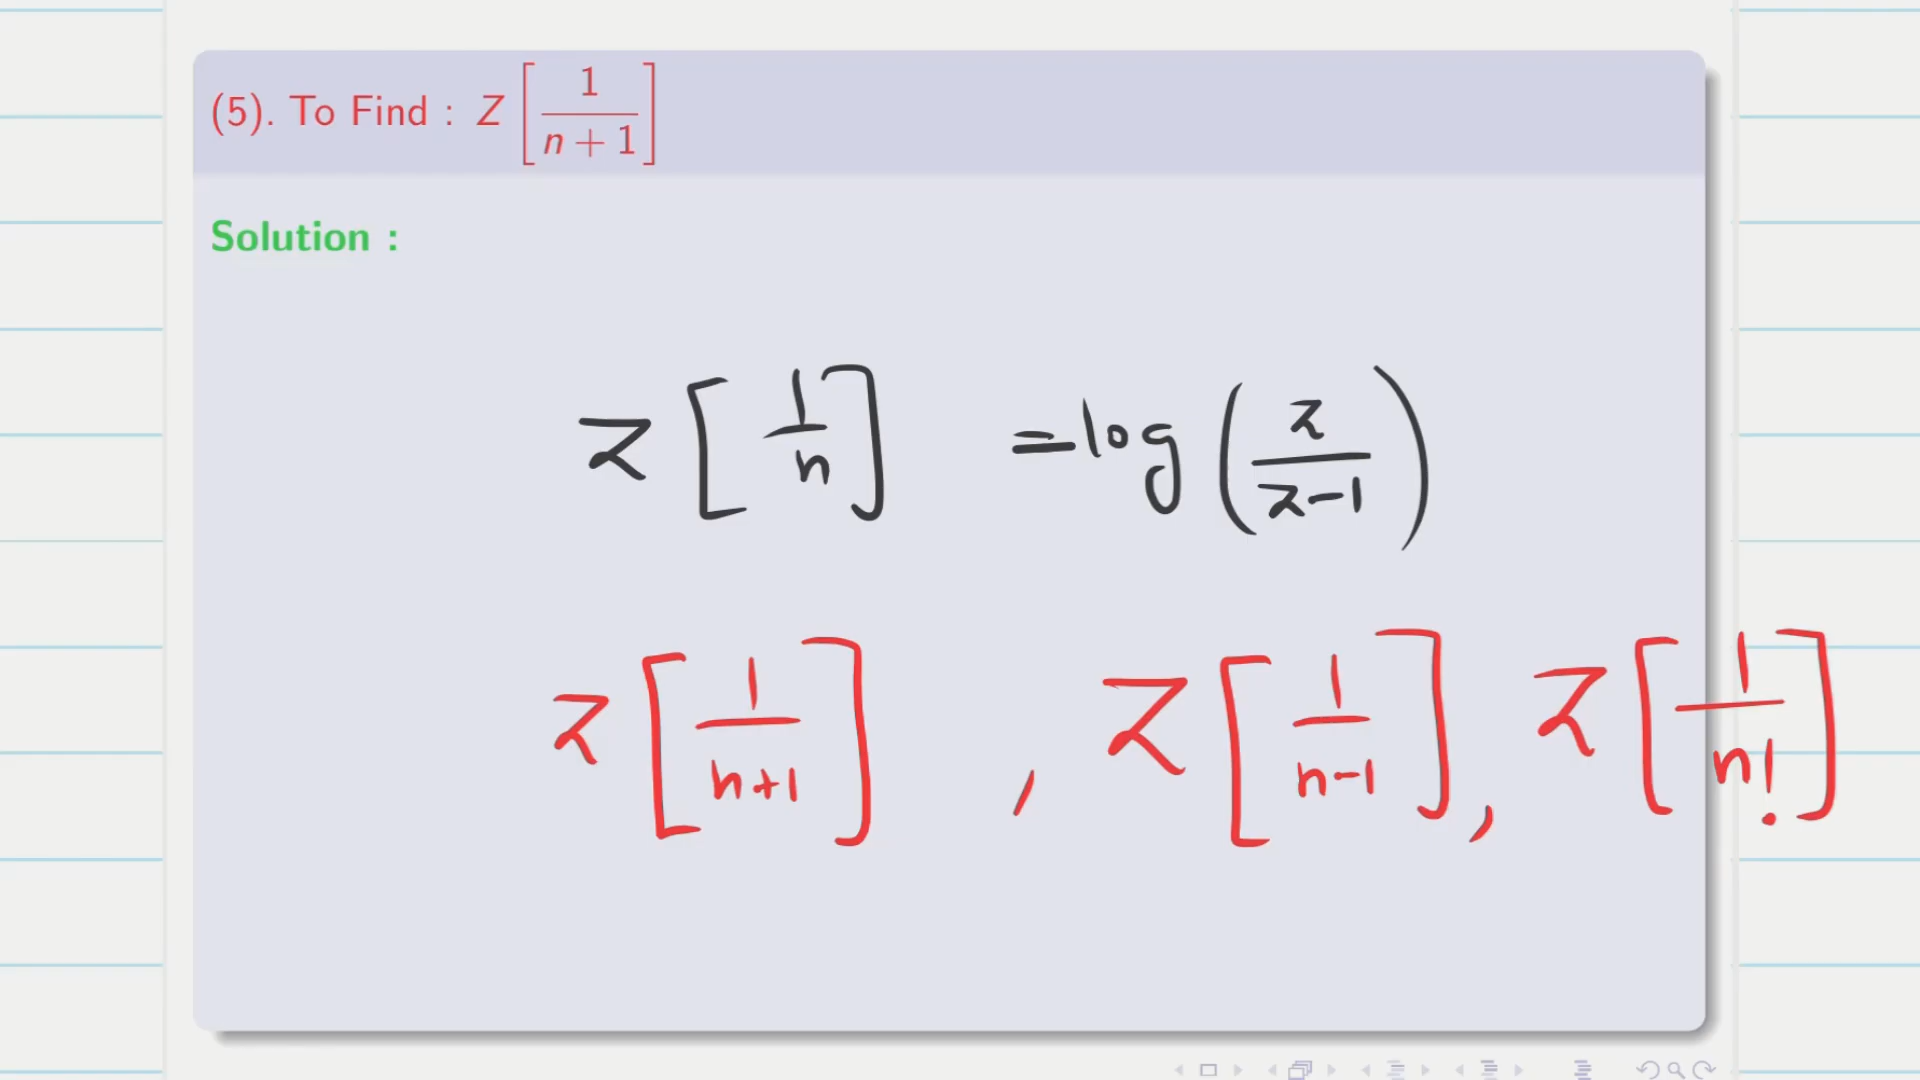 (5). To Find : Z [ 1/(n + 1) ]
Solution :
Z [ 1/n ] = log ( z/(z-1) )
Z [ 1/(n+1) ] , Z [ 1/(n-1) ] , Z [ 1/n! ]